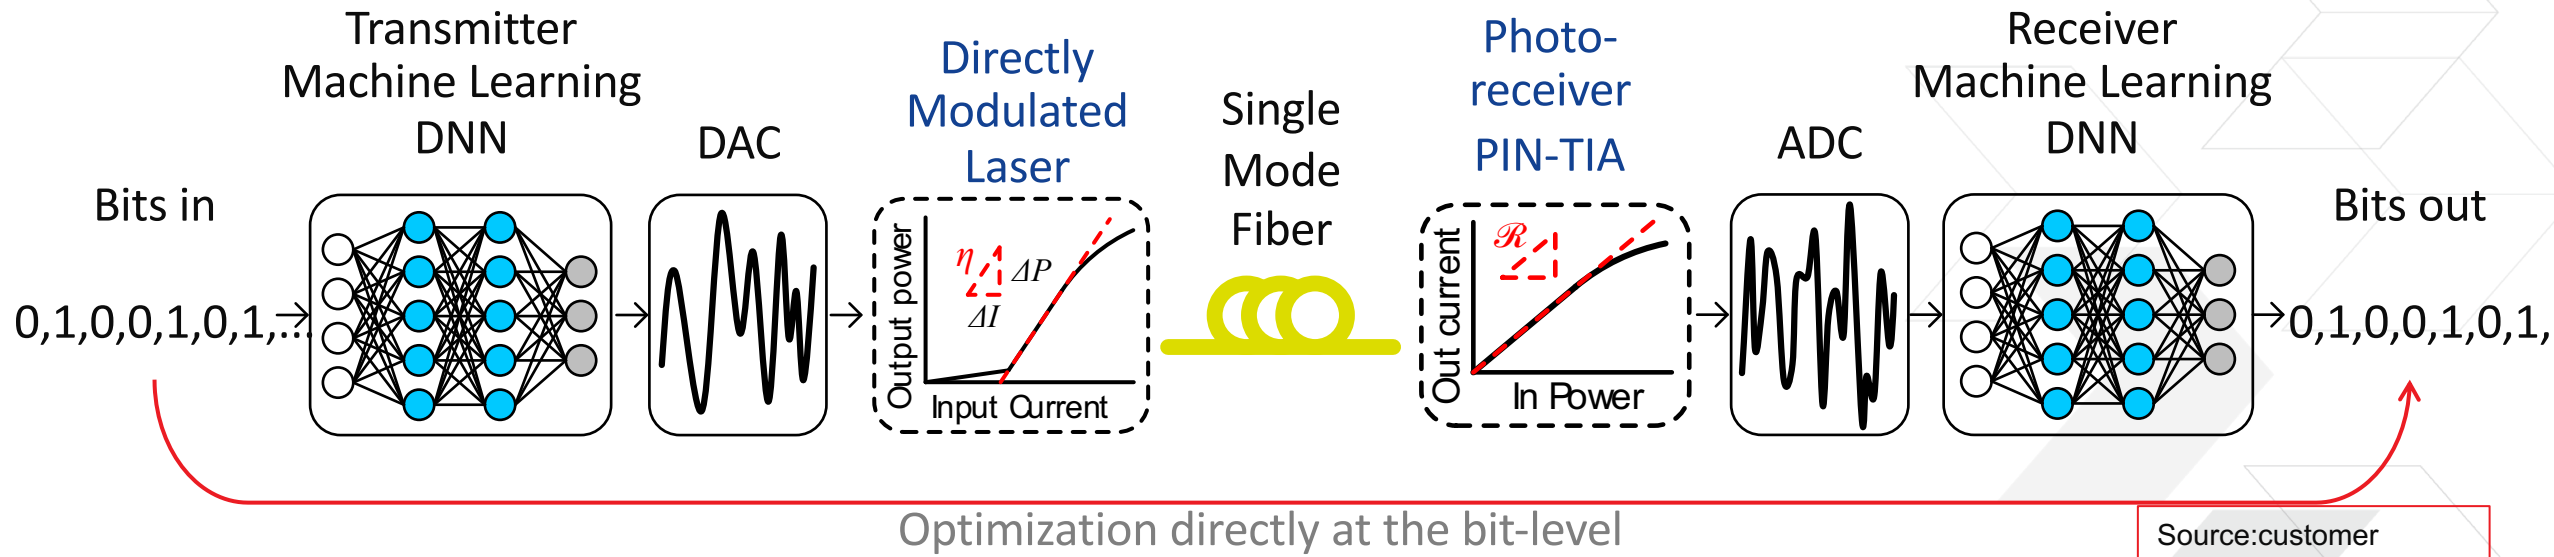 Transmitter
Machine Learning
DNN
Bits in
0,1,0,0,1,0,1,...
DAC
Directly
Modulated
Laser
Output power
η
ΔP
ΔI
Input Current
Single
Mode
Fiber
Photo-
receiver
PIN-TIA
Out current
ℛ
In Power
ADC
Receiver
Machine Learning
DNN
Bits out
0,1,0,0,1,0,1,
Optimization directly at the bit-level
Source:customer